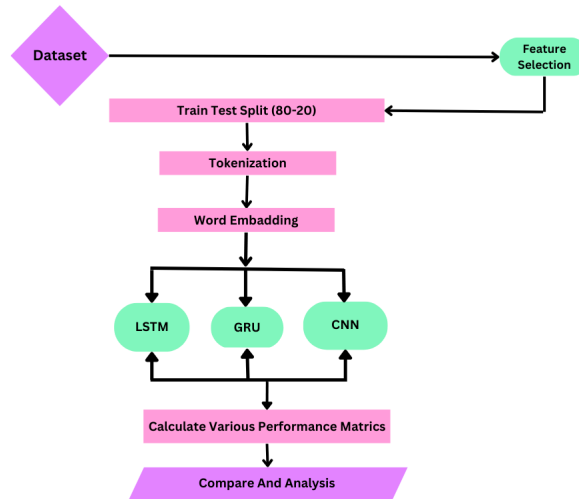 Dataset
Feature
Selection
Train Test Split (80-20)
Tokenization
Word Embadding
LSTM
GRU
CNN
Calculate Various Performance Matrics
Compare And Analysis